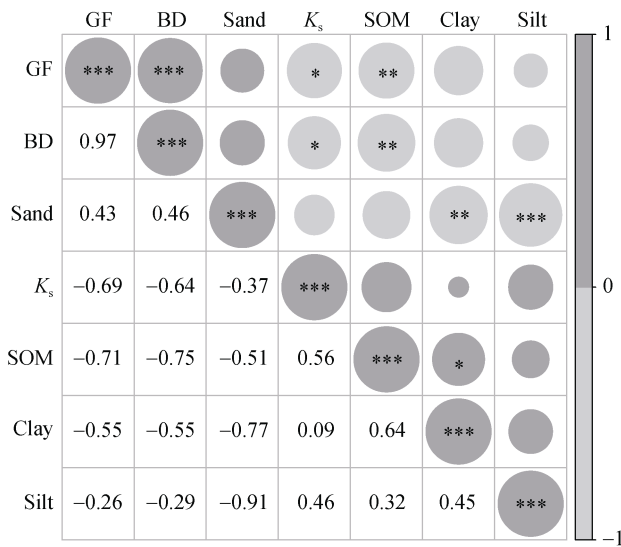 GF BD Sand Ks SOM Clay Silt
1
GF *** *** * **
BD 0.97 *** * **
Sand 0.43 0.46 *** ** ***
Ks −0.69 −0.64 −0.37 ***
0
SOM −0.71 −0.75 −0.51 0.56 *** *
Clay −0.55 −0.55 −0.77 0.09 0.64 ***
Silt −0.26 −0.29 −0.91 0.46 0.32 0.45 ***
−1